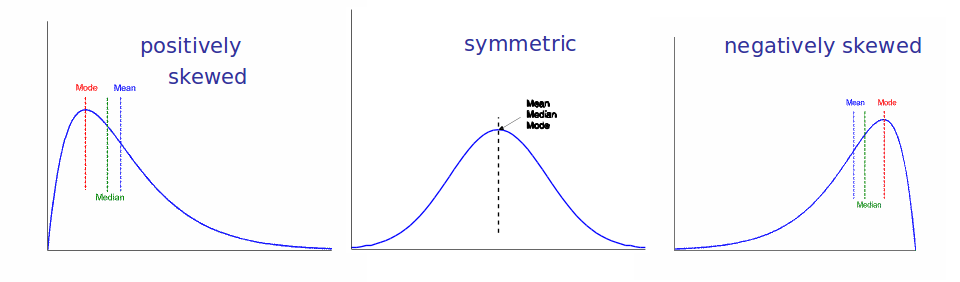 positively
skewed
Mode
Mean
Median
symmetric
Mean
Median
Mode
negatively skewed
Mean
Mode
Median